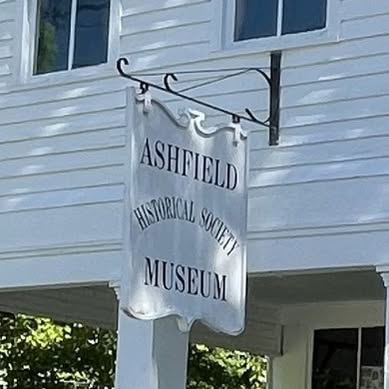 ASHFIELD
HISTORICAL SOCIETY
MUSEUM